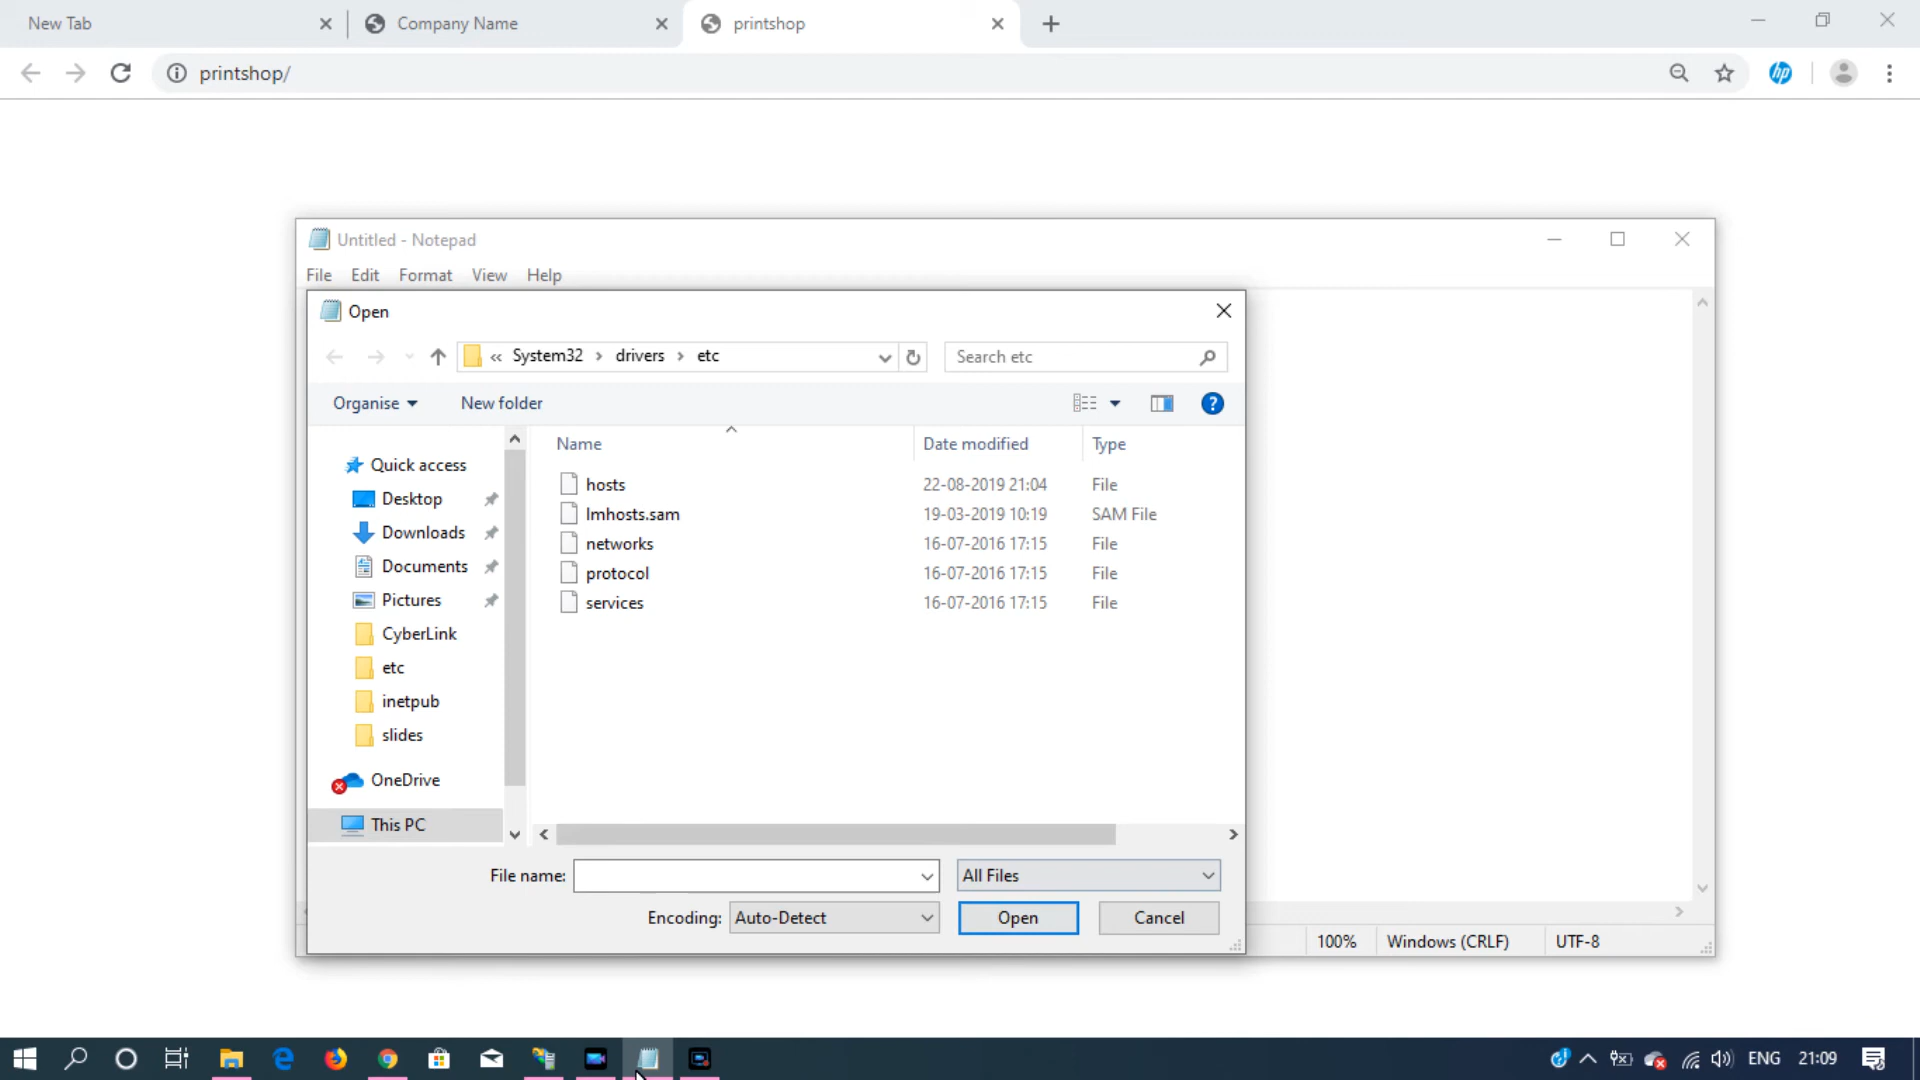 New Tab
Company Name
printshop
printshop/
hp
Untitled - Notepad
File Edit Format View Help
Open
« System32 > drivers > etc
Search etc
Organise
New folder
Name
Date modified
Type
Quick access
Desktop
Downloads
Documents
Pictures
CyberLink
etc
inetpub
slides
OneDrive
This PC
hosts 22-08-2019 21:04 File
lmhosts.sam 19-03-2019 10:19 SAM File
networks 16-07-2016 17:15 File
protocol 16-07-2016 17:15 File
services 16-07-2016 17:15 File
File name:
All Files
Encoding: Auto-Detect
Open
Cancel
100% Windows (CRLF) UTF-8
ENG 21:09